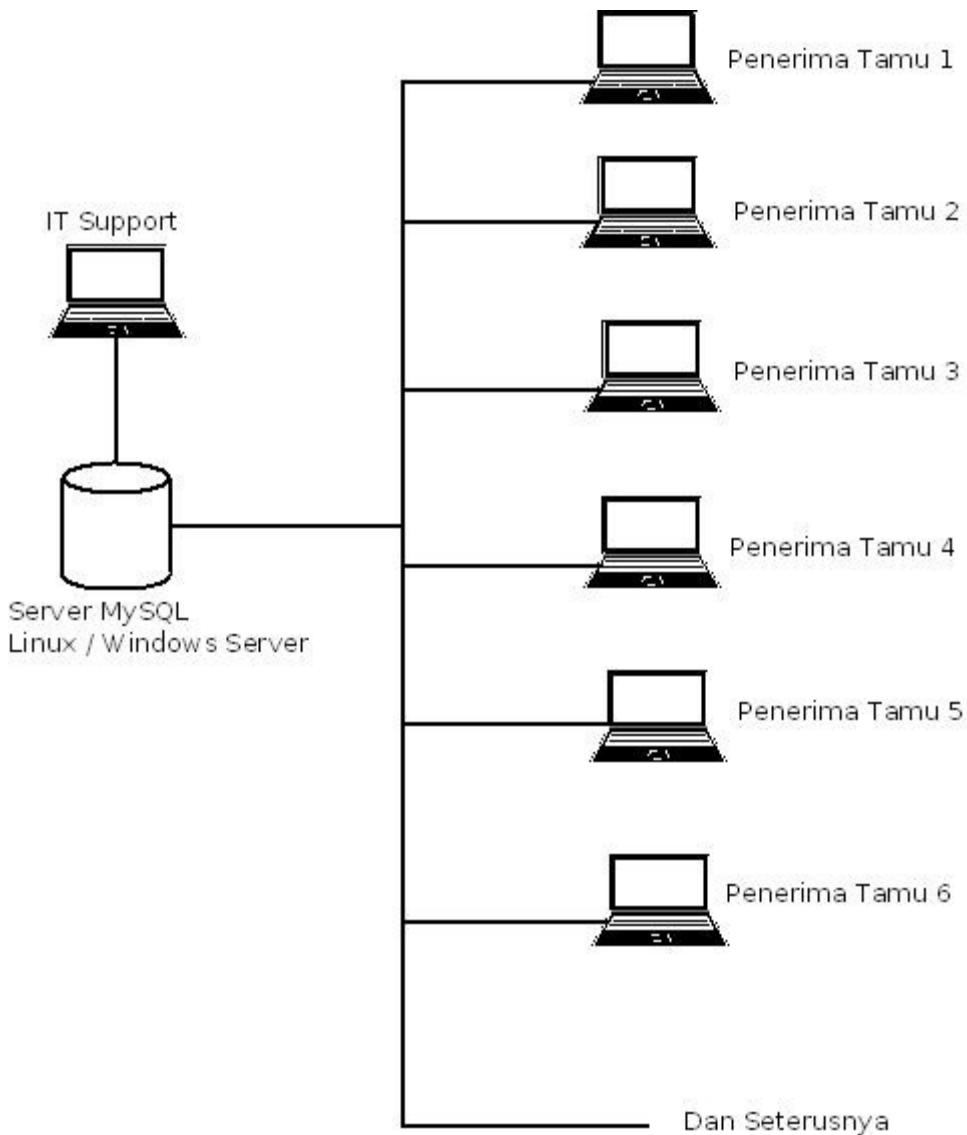 Penerima Tamu 1
Penerima Tamu 2
IT Support
Penerima Tamu 3
Penerima Tamu 4
Server MySQL
Linux / Windows Server
Penerima Tamu 5
Penerima Tamu 6
Dan Seterusnya